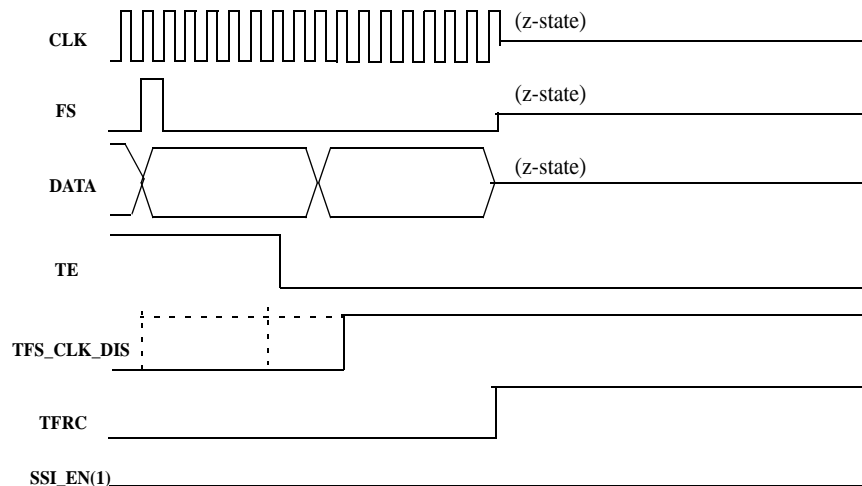 CLK (z-state)
FS (z-state)
DATA (z-state)
TE
TFS_CLK_DIS
TFRC
SSI_EN(1)